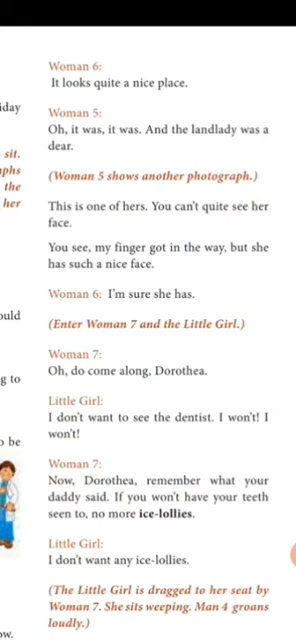 iday
sit.
the
her
ould
g to
o be
ow.
Woman 6:
It looks quite a nice place.
Woman 5:
Oh, it was, it was. And the landlady was a
dear.
(Woman 5 shows another photograph.)
This is one of hers. You can't quite see her
face.
You see, my finger got in the way, but she
has such a nice face.
Woman 6: I'm sure she has.
(Enter Woman 7 and the Little Girl.)
Woman 7:
Oh, do come along, Dorothea.
Little Girl:
I don't want to see the dentist. I won't! I
won't!
Woman 7:
Now, Dorothea, remember what your
daddy said. If you won't have your teeth
seen to, no more ice-lollies.
Little Girl:
I don't want any ice-lollies.
(The Little Girl is dragged to her seat by
Woman 7. She sits weeping. Man 4 groans
loudly.)